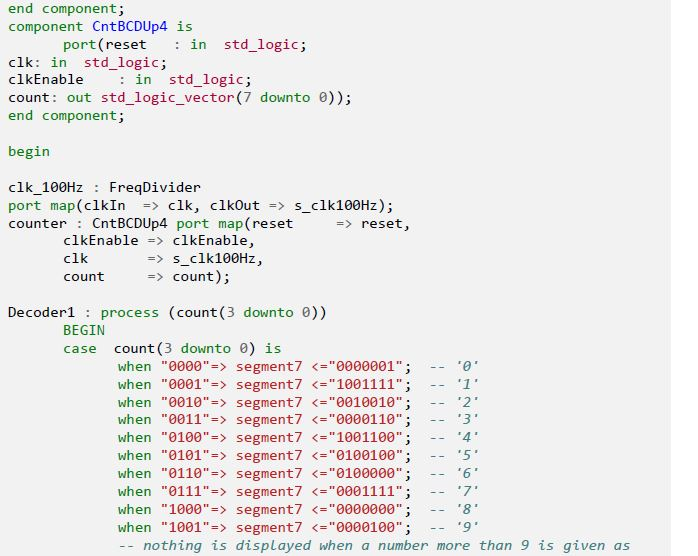 end component;
component CntBCDUp4 is
port(reset : in std_logic;
clk: in std_logic;
clkEnable : in std_logic;
count: out std_logic_vector(7 downto 0));
end component;
begin
clk_100Hz : FreqDivider
port map(clkIn => clk, clkOut => s_clk100Hz);
counter : CntBCDUp4 port map(reset => reset,
clkEnable => clkEnable,
clk => s_clk100Hz,
count => count);
Decoder1 : process (count(3 downto 0))
BEGIN
case count(3 downto 0) is
when "0000"=> segment7 <="0000001"; -- '0'
when "0001"=> segment7 <="1001111"; -- '1'
when "0010"=> segment7 <="0010010"; -- '2'
when "0011"=> segment7 <="0000110"; -- '3'
when "0100"=> segment7 <="1001100"; -- '4'
when "0101"=> segment7 <="0100100"; -- '5'
when "0110"=> segment7 <="0100000"; -- '6'
when "0111"=> segment7 <="0001111"; -- '7'
when "1000"=> segment7 <="0000000"; -- '8'
when "1001"=> segment7 <="0000100"; -- '9'
-- nothing is displayed when a number more than 9 is given as